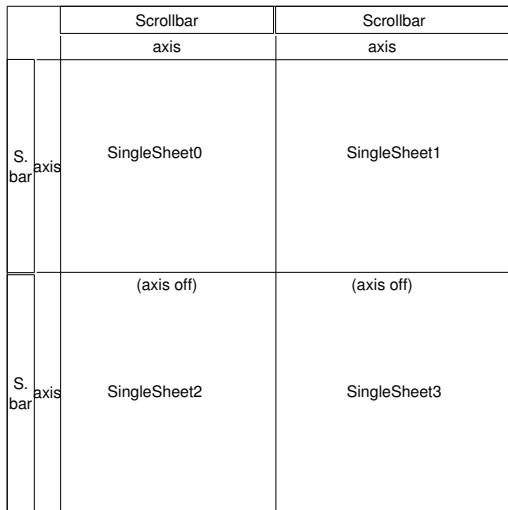 Scrollbar Scrollbar
axis axis
SingleSheet0 SingleSheet1
S.
bar axis
(axis off) (axis off)
S.
bar axis
SingleSheet2 SingleSheet3